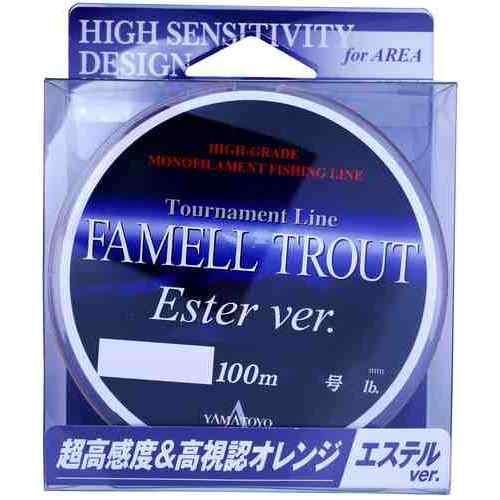 HIGH SENSITIVITY
DESIGN
for AREA
HIGH-GRADE
MONOFILAMENT FISHING LINE
Tournament Line
FAMELL TROUT
Ester ver.
100m 号 mm lb.
YAMATOYO
超高感度&高視認オレンジ
エステル
ver.